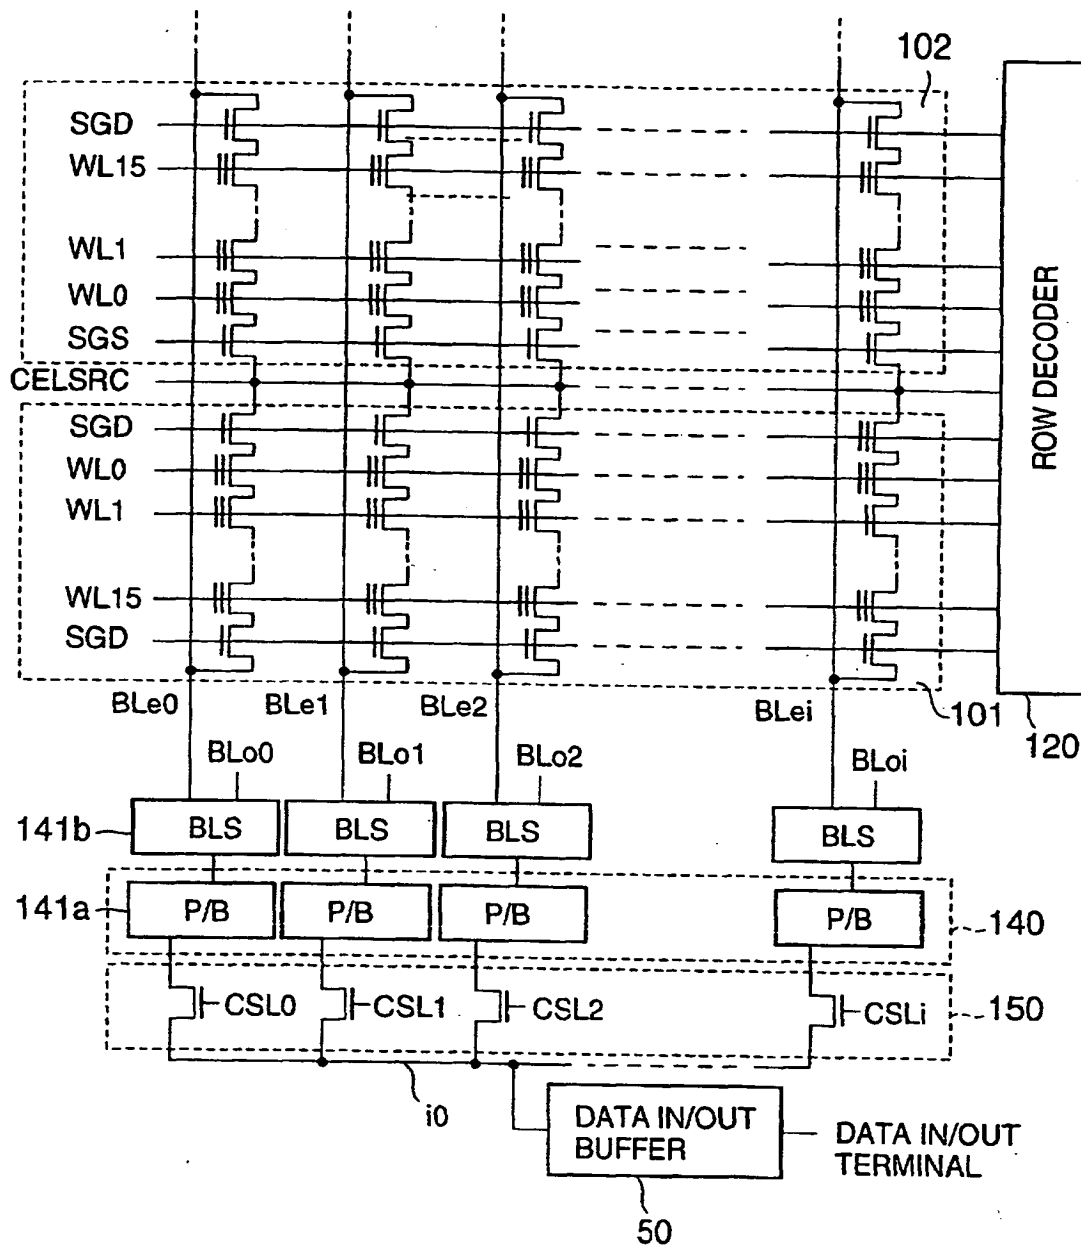 102
SGD
WL15
WL1
WL0
SGS
CELSRC
SGD
WL0
WL1
WL15
SGD
ROW DECODER
BLe0 BLe1 BLe2 BLei
101
120
BLo0 BLo1 BLo2 BLoi
141b BLS BLS BLS BLS
141a P/B P/B P/B P/B 140
CSL0 CSL1 CSL2 CSLi 150
i0
DATA IN/OUT
BUFFER
DATA IN/OUT
TERMINAL
50